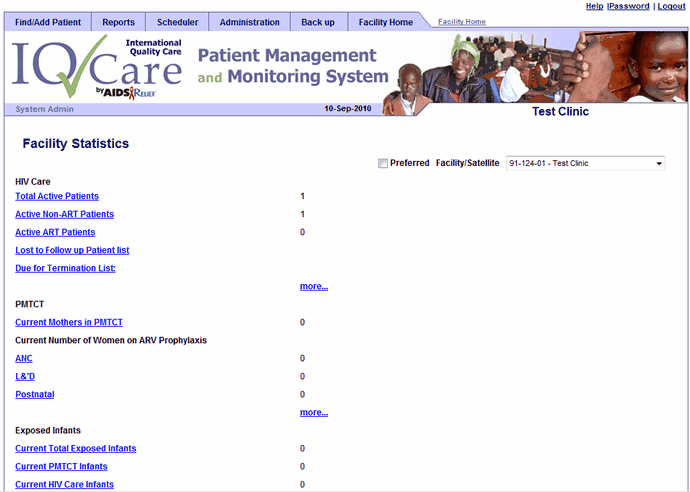 Help |Password | Logout
Find/Add Patient Reports Scheduler Administration Back up Facility Home Facility Home
International
Quality Care
IQCare
by AIDSRELIEF
Patient Management
and Monitoring System
System Admin 10-Sep-2010 Test Clinic
Facility Statistics
Preferred Facility/Satellite 91-124-01 - Test Clinic
HIV Care
Total Active Patients 1
Active Non-ART Patients 1
Active ART Patients 0
Lost to Follow up Patient list
Due for Termination List:
more...
PMTCT
Current Mothers in PMTCT 0
Current Number of Women on ARV Prophylaxis
ANC 0
L&'D 0
Postnatal 0
more...
Exposed Infants
Current Total Exposed Infants 0
Current PMTCT Infants 0
Current HIV Care Infants 0